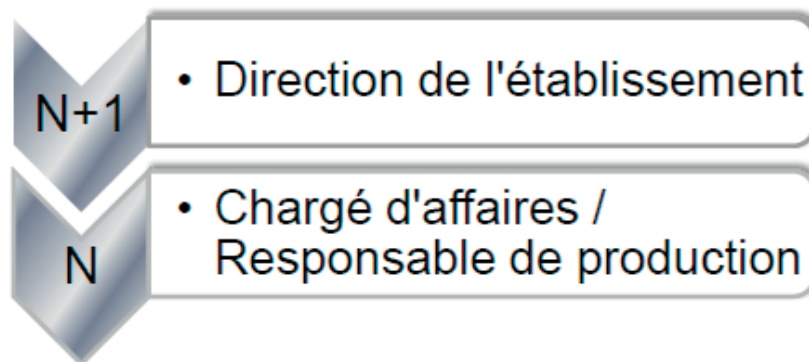 N+1
• Direction de l'établissement
N
• Chargé d'affaires /
Responsable de production